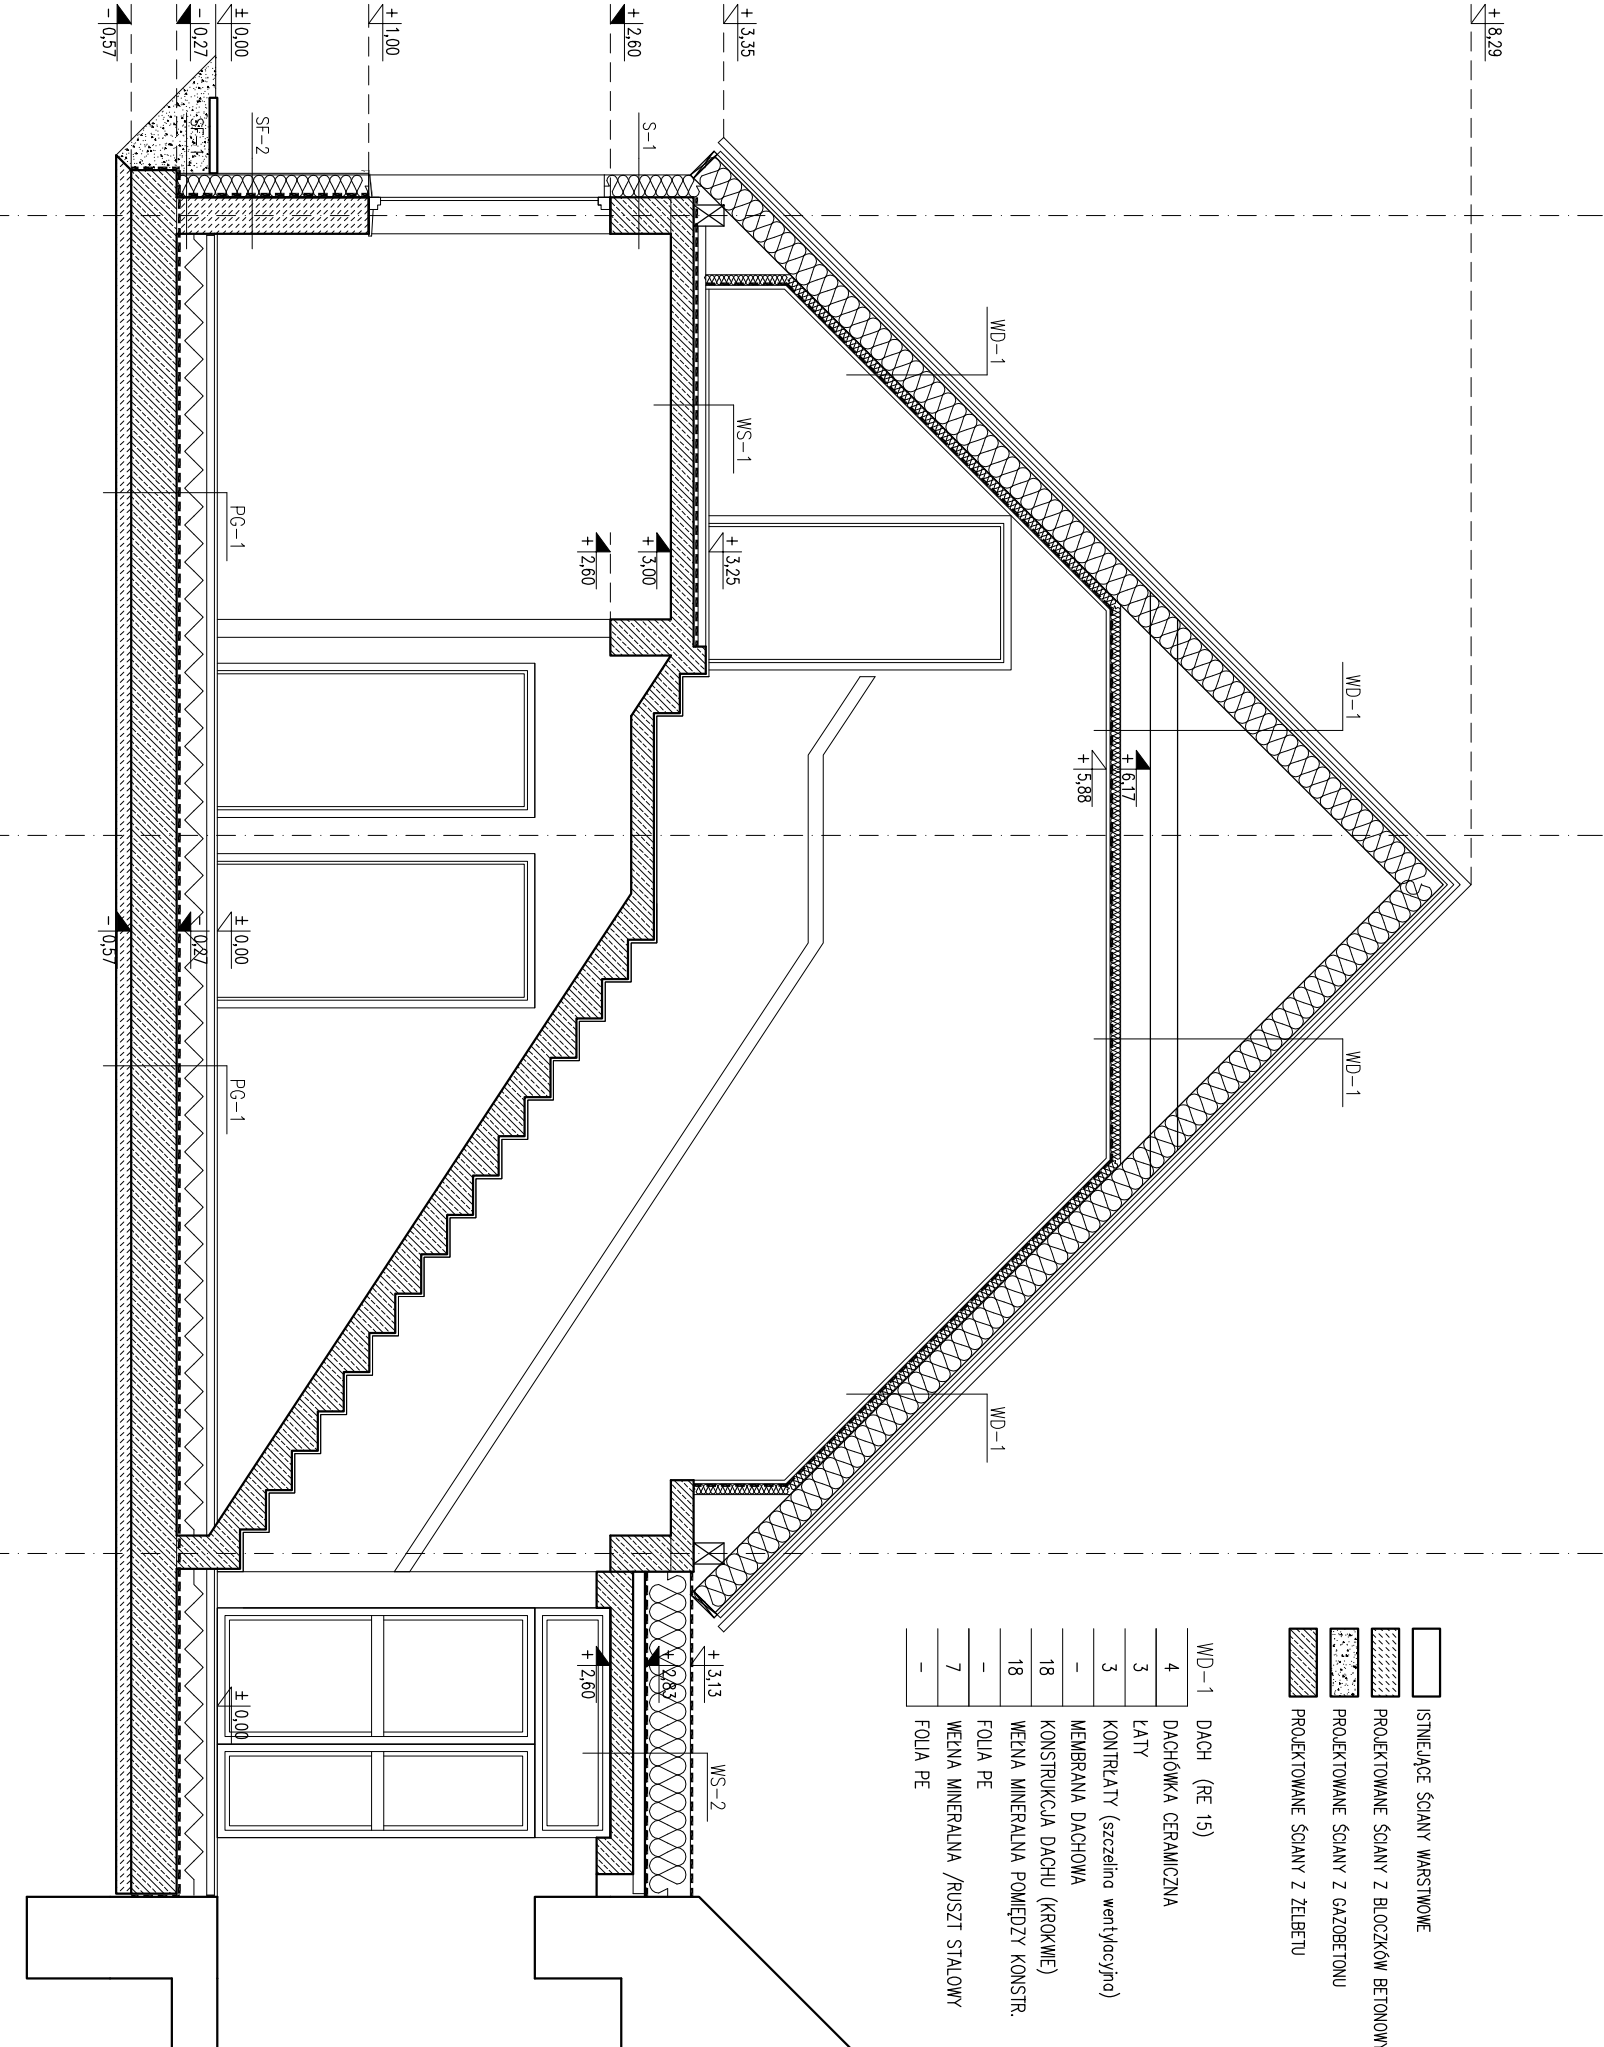 + 8,29
WD-1
WD-1
+ 6,17
+ 5,88
WD-1
WD-1
+ 3,35
WS-1
+ 3,25
+ 3,00
+ 2,60
+ 2,60
S-1
+ 3,13
+ 2,83
+ 2,60
WS-2
+ 1,00
SF-2
± 0,00
- 0,27
- 0,57
PG-1
± 0,00
- 0,27
- 0,57
PG-1
± 0,00
ISTNIEJĄCE ŚCIANY WARSTWOWE
PROJEKTOWANE ŚCIANY Z BLOCZKÓW BETONOWY
PROJEKTOWANE ŚCIANY Z GAZOBETONU
PROJEKTOWANE ŚCIANY Z ŻELBETU
WD-1 DACH (RE 15)
4 DACHÓWKA CERAMICZNA
3 ŁATY
3 KONTRŁATY (szczelina wentylacyjna)
- MEMBRANA DACHOWA
18 KONSTRUKCJA DACHU (KROKWIE)
18 WEŁNA MINERALNA POMIĘDZY KONSTR.
- FOLIA PE
7 WEŁNA MINERALNA /RUSZT STALOWY
- FOLIA PE